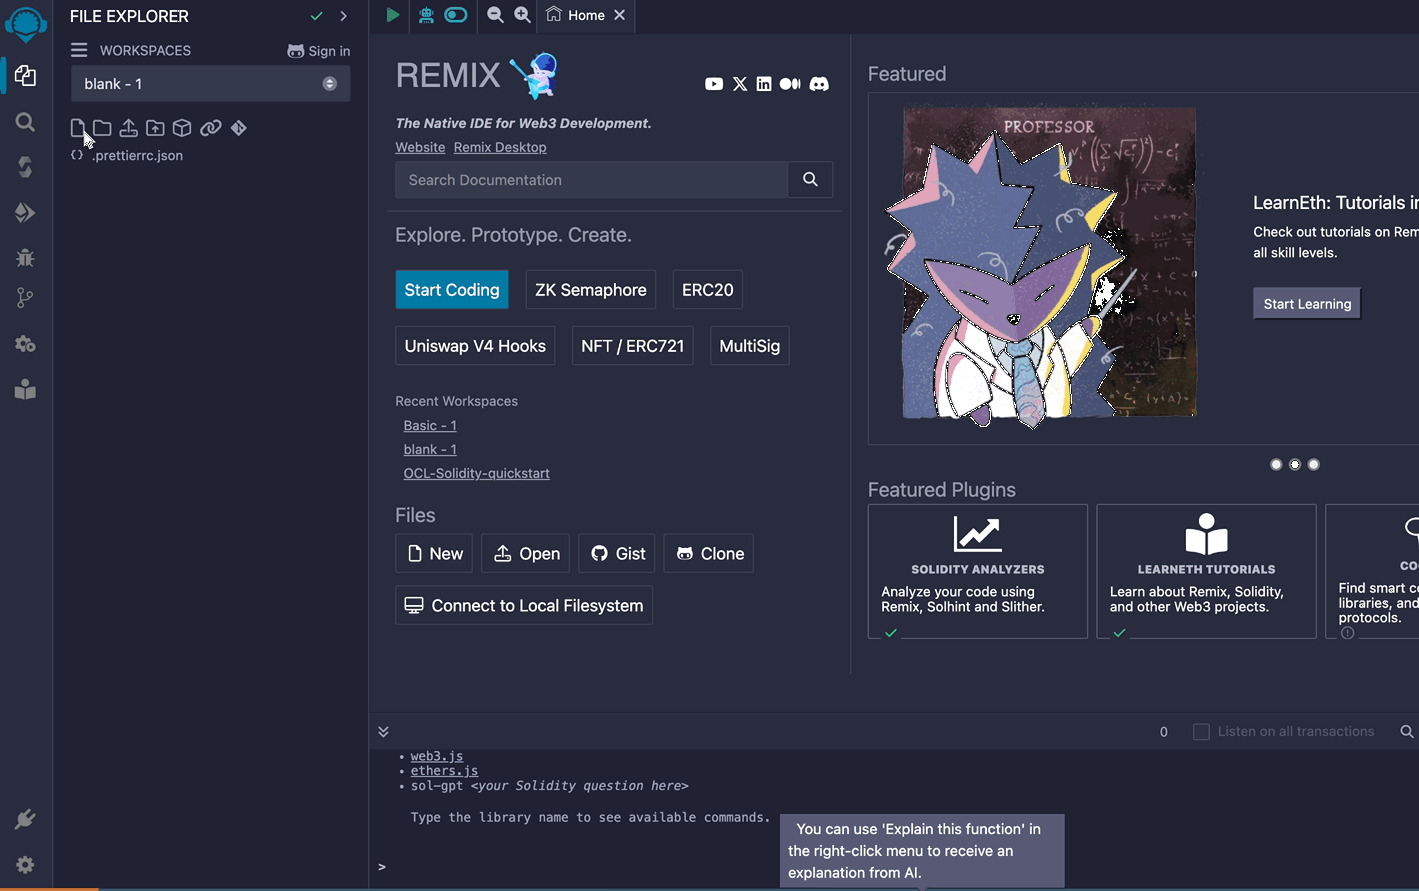 FILE EXPLORER
WORKSPACES
Sign in
blank - 1
.prettierrc.json
Home
REMIX
The Native IDE for Web3 Development.
Website Remix Desktop
Search Documentation
Explore. Prototype. Create.
Start Coding
ZK Semaphore
ERC20
Uniswap V4 Hooks
NFT / ERC721
MultiSig
Recent Workspaces
Basic - 1
blank - 1
OCL-Solidity-quickstart
Files
New
Open
Gist
Clone
Connect to Local Filesystem
Featured
PROFESSOR
LearnEth: Tutorials in
Check out tutorials on Rem
all skill levels.
Start Learning
Featured Plugins
SOLIDITY ANALYZERS
Analyze your code using
Remix, Solhint and Slither.
LEARNETH TUTORIALS
Learn about Remix, Solidity,
and other Web3 projects.
CO
Find smart co
libraries, and
protocols.
0
Listen on all transactions
• web3.js
• ethers.js
• sol-gpt <your Solidity question here>
Type the library name to see available commands.
>
You can use 'Explain this function' in
the right-click menu to receive an
explanation from AI.